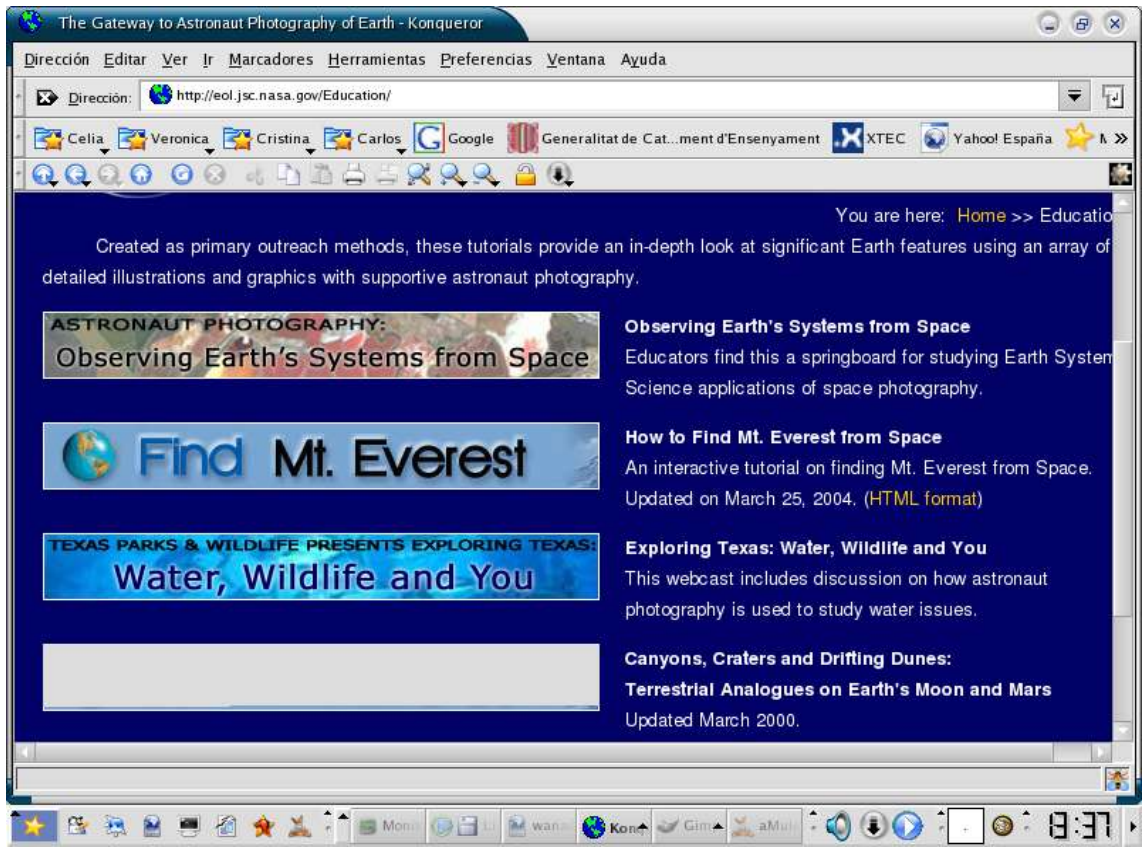 The Gateway to Astronaut Photography of Earth - Konqueror
Dirección Editar Ver Ir Marcadores Herramientas Preferencias Ventana Ayuda
Dirección: http://eol.jsc.nasa.gov/Education/
Celia Veronica Cristina Carlos Google Generalitat de Cat...ment d'Ensenyament XTEC Yahoo! España
You are here: Home >> Educatio
Created as primary outreach methods, these tutorials provide an in-depth look at significant Earth features using an array of
detailed illustrations and graphics with supportive astronaut photography.
ASTRONAUT PHOTOGRAPHY:
Observing Earth's Systems from Space
Observing Earth's Systems from Space
Educators find this a springboard for studying Earth System
Science applications of space photography.
Find Mt. Everest
How to Find Mt. Everest from Space
An interactive tutorial on finding Mt. Everest from Space.
Updated on March 25, 2004. (HTML format)
TEXAS PARKS & WILDLIFE PRESENTS EXPLORING TEXAS:
Water, Wildlife and You
Exploring Texas: Water, Wildlife and You
This webcast includes discussion on how astronaut
photography is used to study water issues.
Canyons, Craters and Drifting Dunes:
Terrestrial Analogues on Earth's Moon and Mars
Updated March 2000.
Kon Gim aMul 13:37